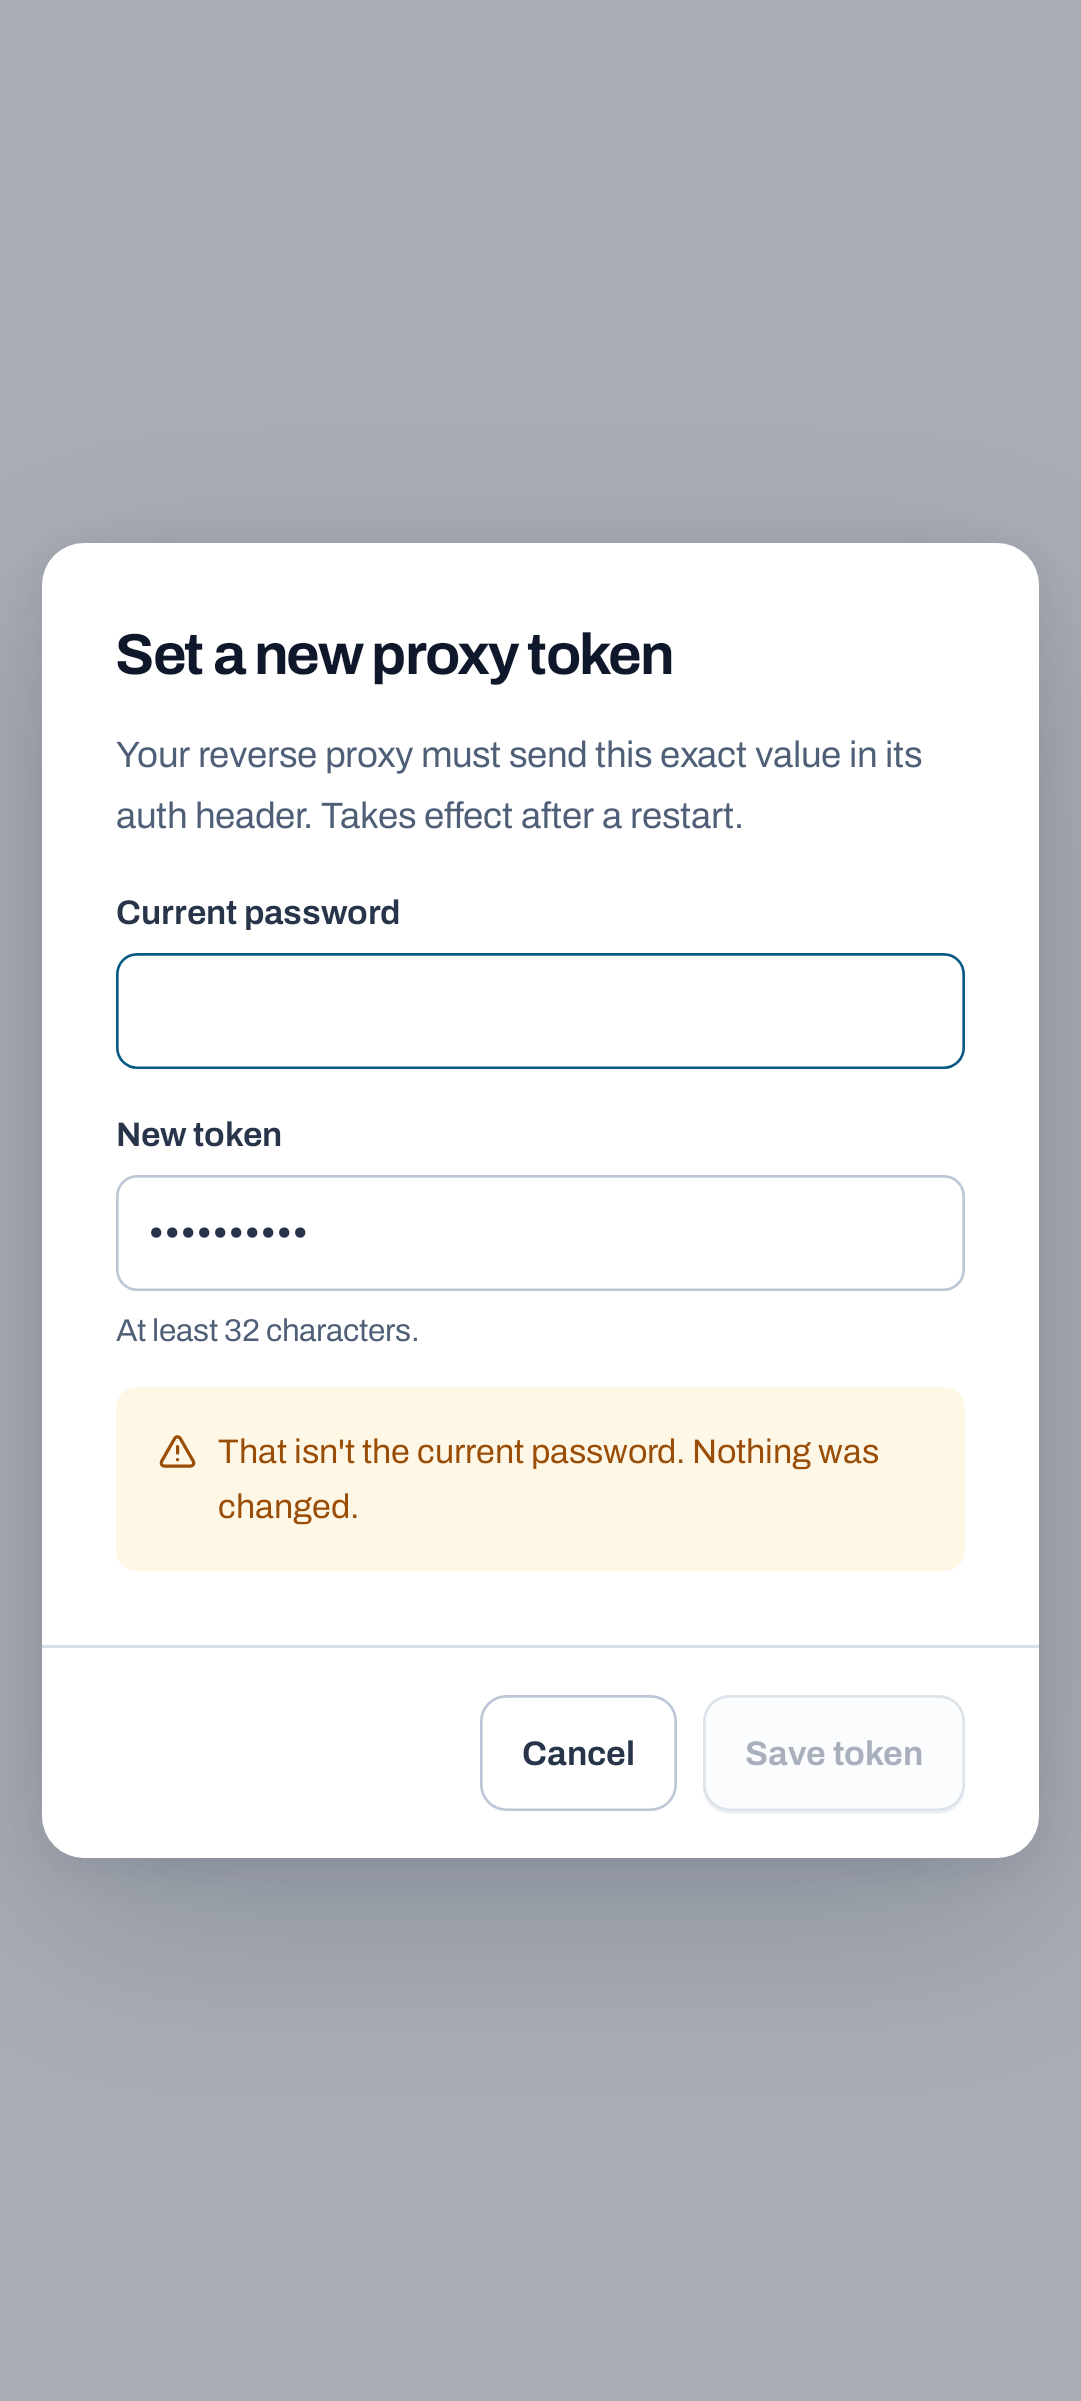 Set a new proxy token
Your reverse proxy must send this exact value in its
auth header. Takes effect after a restart.
Current password
New token
••••••••••
At least 32 characters.
That isn't the current password. Nothing was
changed.
Cancel
Save token